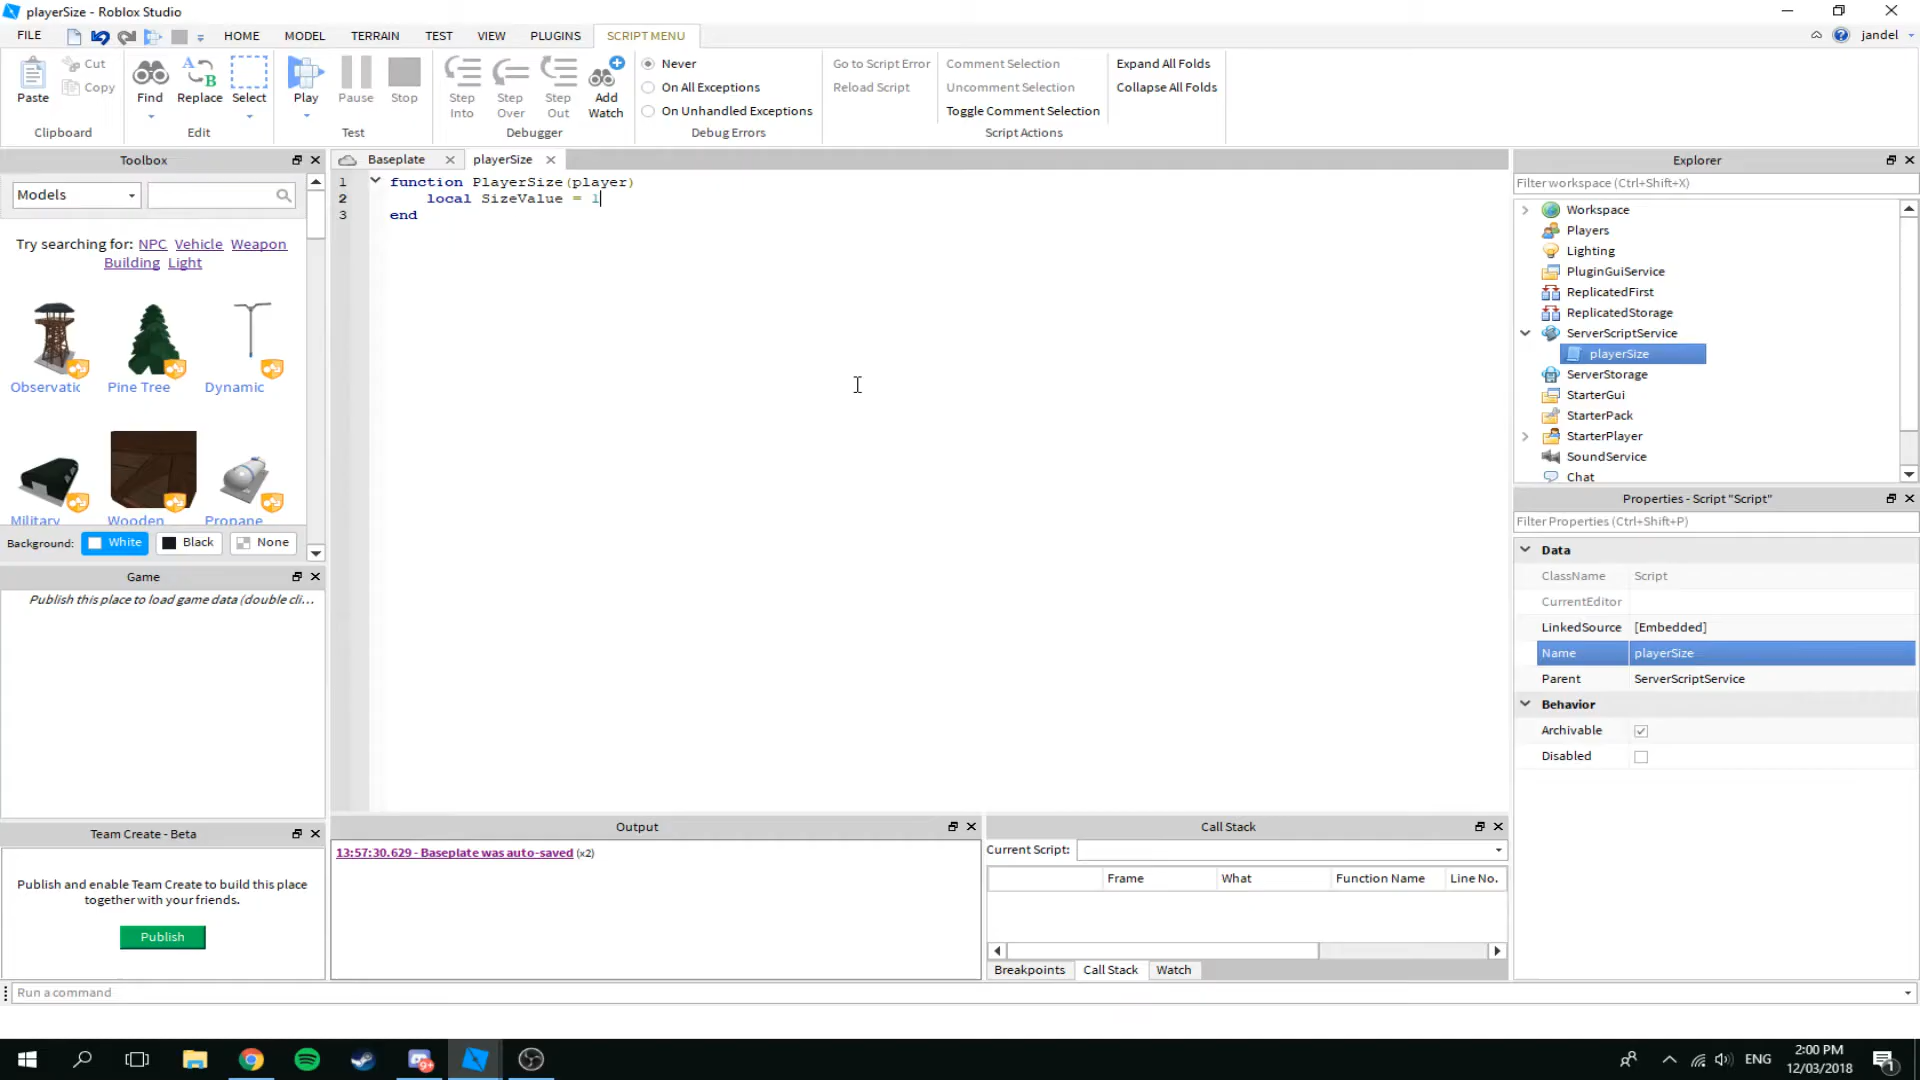 playerSize - Roblox Studio
FILE HOME MODEL TERRAIN TEST VIEW PLUGINS SCRIPT MENU jandel
Paste Cut Copy Clipboard
Find Replace Select Edit
Play Pause Stop Test
Step Into Step Over Step Out Add Watch Debugger
Never
On All Exceptions
On Unhandled Exceptions
Debug Errors
Go to Script Error
Reload Script
Comment Selection
Uncomment Selection
Toggle Comment Selection
Script Actions
Expand All Folds
Collapse All Folds
Toolbox
Models
Try searching for: NPC Vehicle Weapon
Building Light
Observatic Pine Tree Dynamic
Military Wooden Propane
Background: White Black None
Game
Publish this place to load game data (double cli...
Team Create - Beta
Publish and enable Team Create to build this place
together with your friends.
Publish
Baseplate playerSize
1 function PlayerSize(player)
2 local SizeValue = 1
3 end
Output
13:57:30.629 - Baseplate was auto-saved (x2)
Call Stack
Current Script:
Frame What Function Name Line No.
Breakpoints Call Stack Watch
Explorer
Filter workspace (Ctrl+Shift+X)
Workspace
Players
Lighting
PluginGuiService
ReplicatedFirst
ReplicatedStorage
ServerScriptService
playerSize
ServerStorage
StarterGui
StarterPack
StarterPlayer
SoundService
Chat
Properties - Script "Script"
Filter Properties (Ctrl+Shift+P)
Data
ClassName Script
CurrentEditor
LinkedSource [Embedded]
Name playerSize
Parent ServerScriptService
Behavior
Archivable
Disabled
Run a command
9+
ENG
2:00 PM
12/03/2018
1